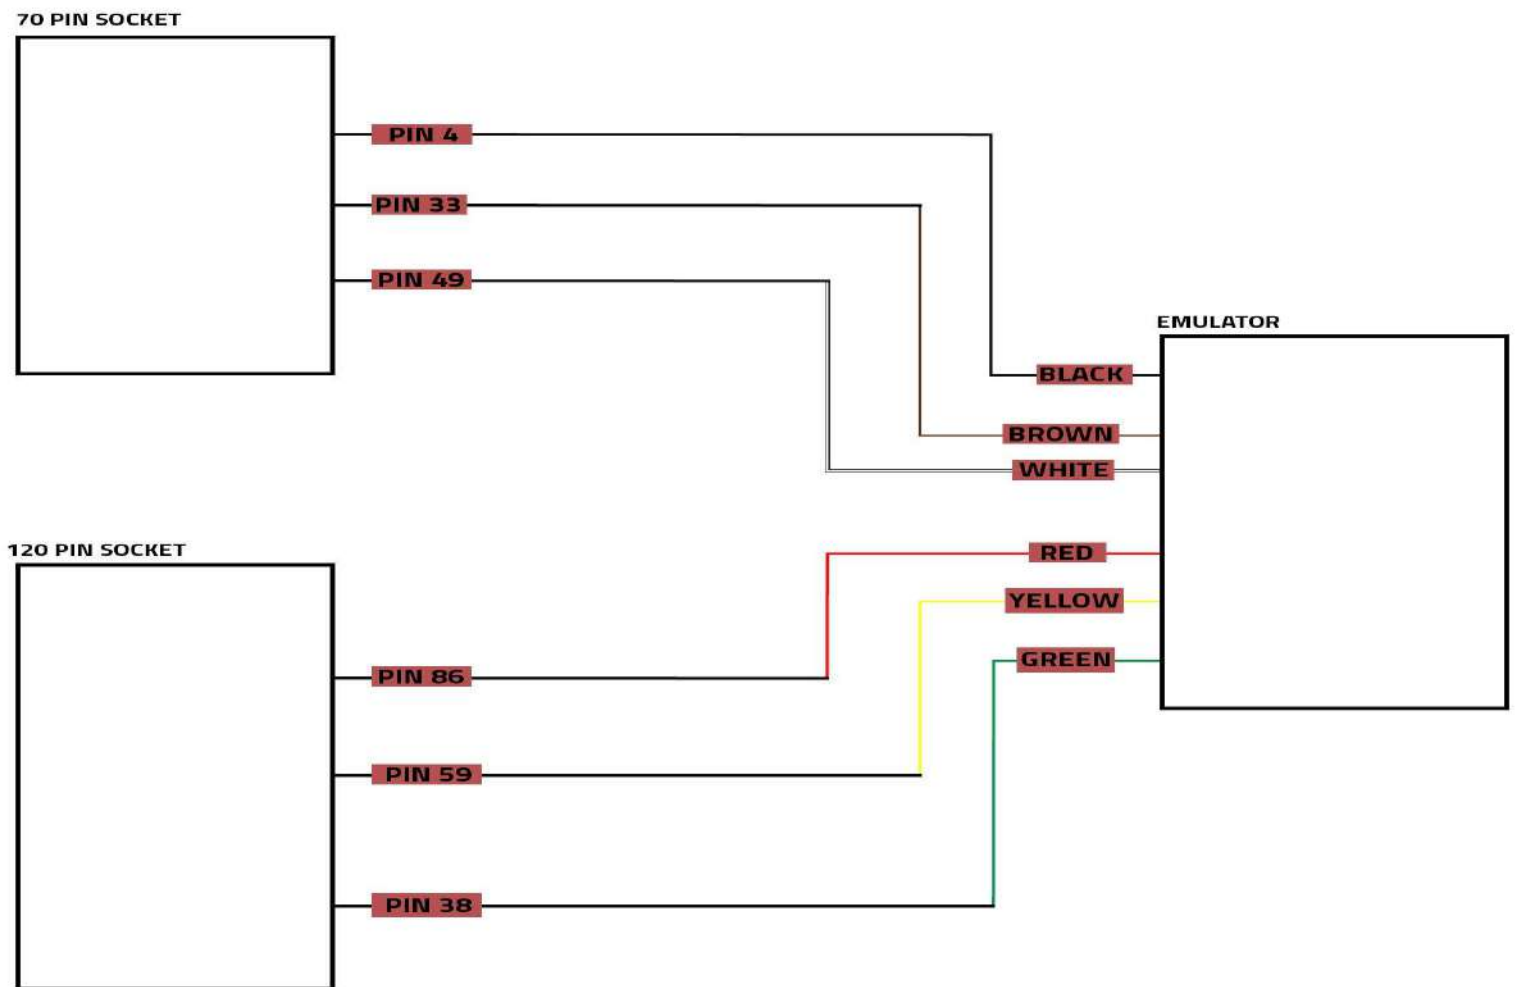 70 PIN SOCKET
PIN 4
PIN 33
PIN 49
EMULATOR
BLACK
BROWN
WHITE
120 PIN SOCKET
RED
YELLOW
GREEN
PIN 86
PIN 59
PIN 38